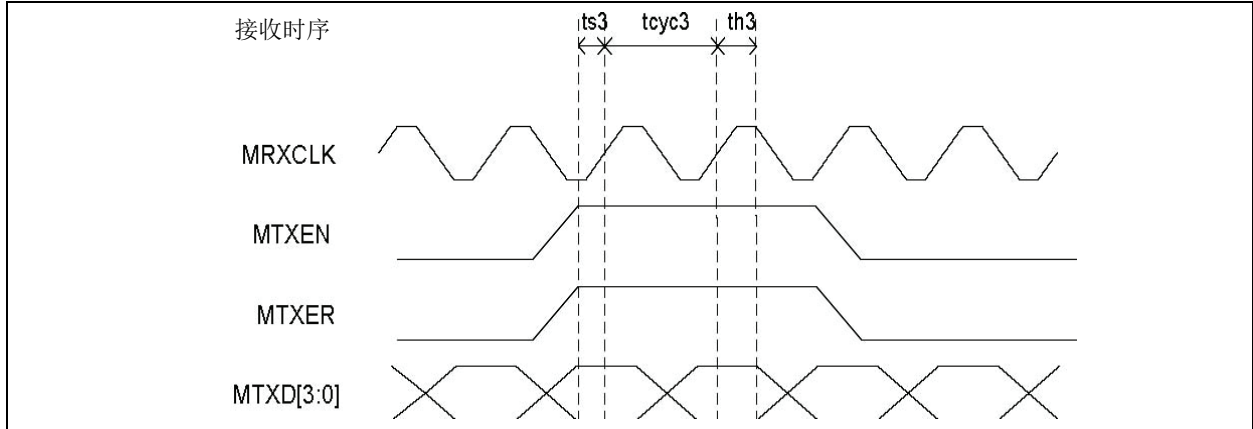 接收时序
ts3 tcyc3 th3
MRXCLK
MTXEN
MTXER
MTXD[3:0]